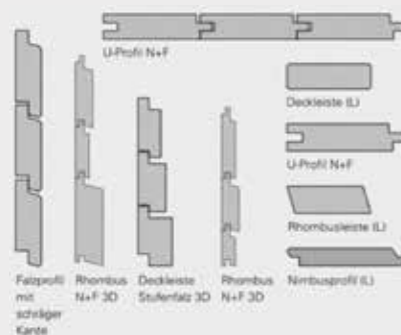 U-Profil N+F
Deckleiste (L)
U-Profil N+F
Rhombusleiste (L)
Nimbusprofil (L)
Falzprofil
mit
schräger
Kante
Rhombus
N+F 3D
Deckleiste
Stufenfalz 3D
Rhombus
N+F 3D